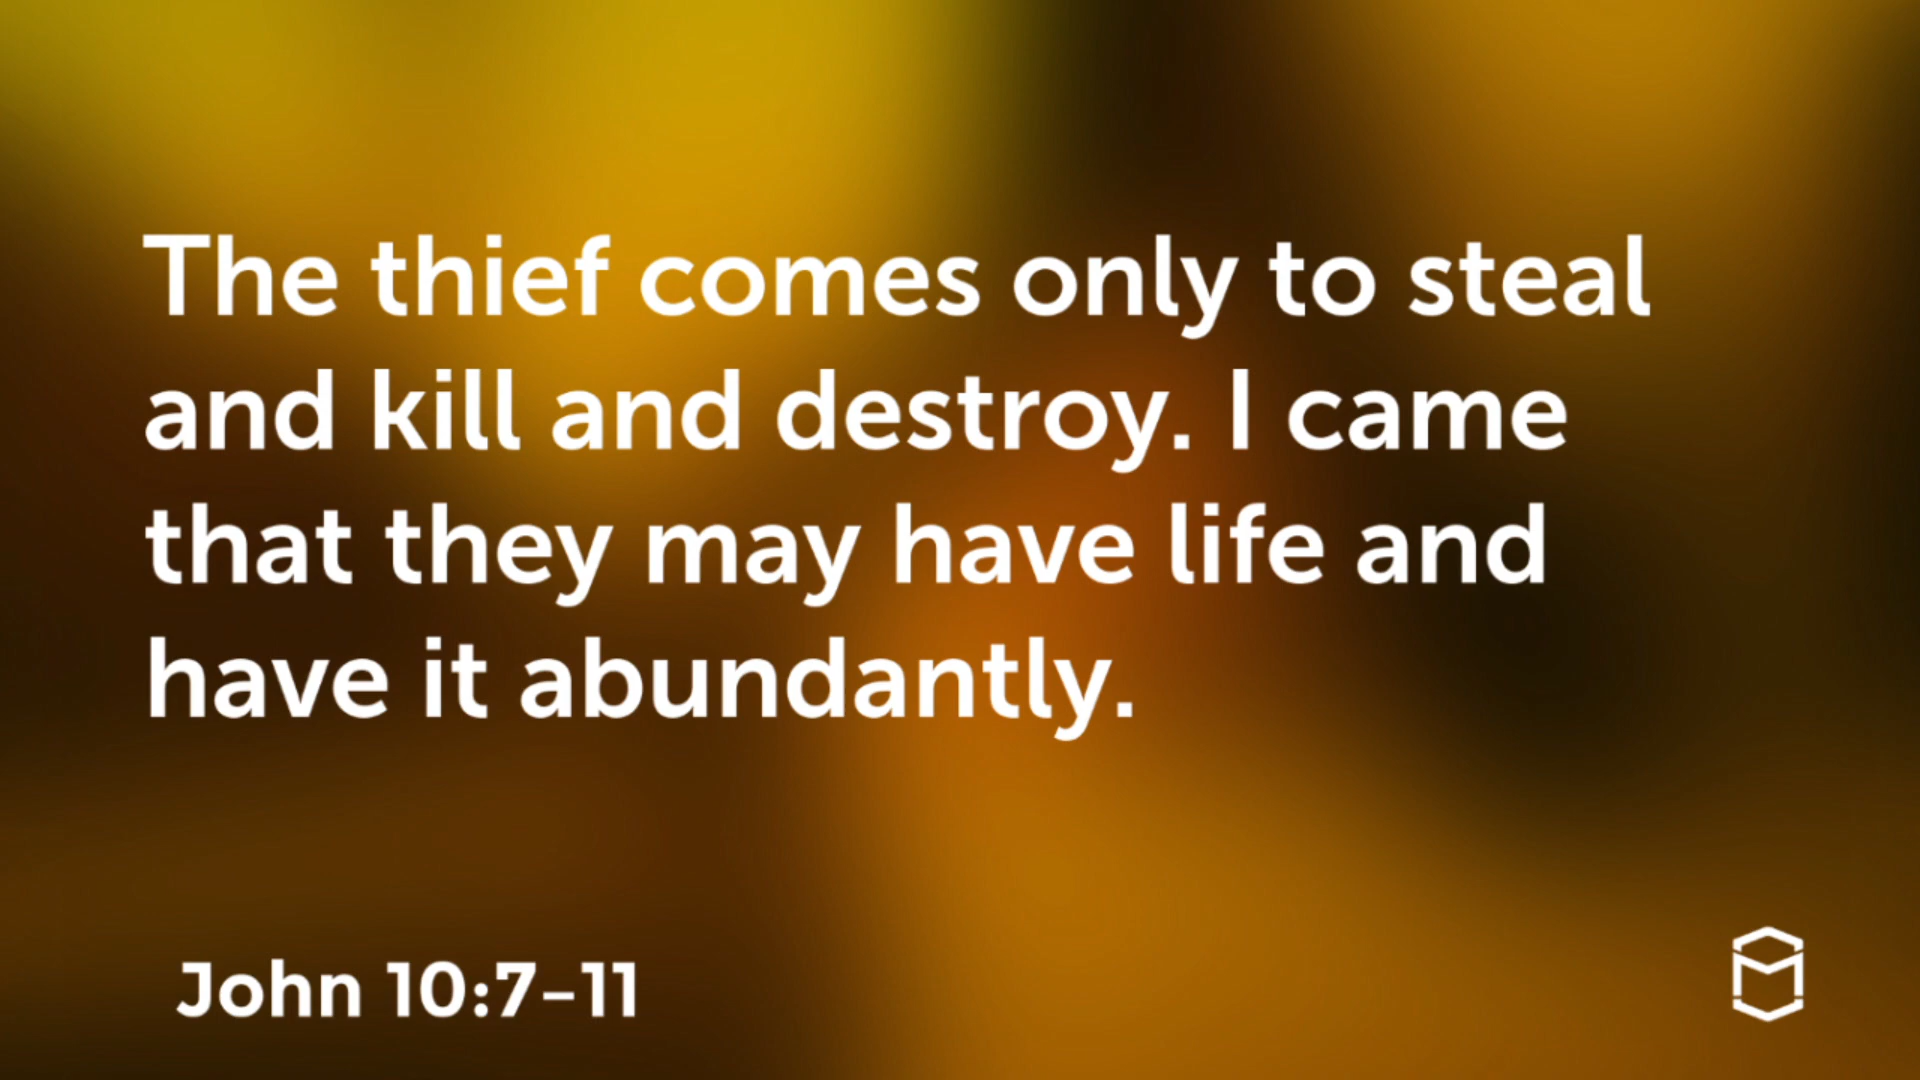 The thief comes only to steal
and kill and destroy. I came
that they may have life and
have it abundantly.
John 10:7–11